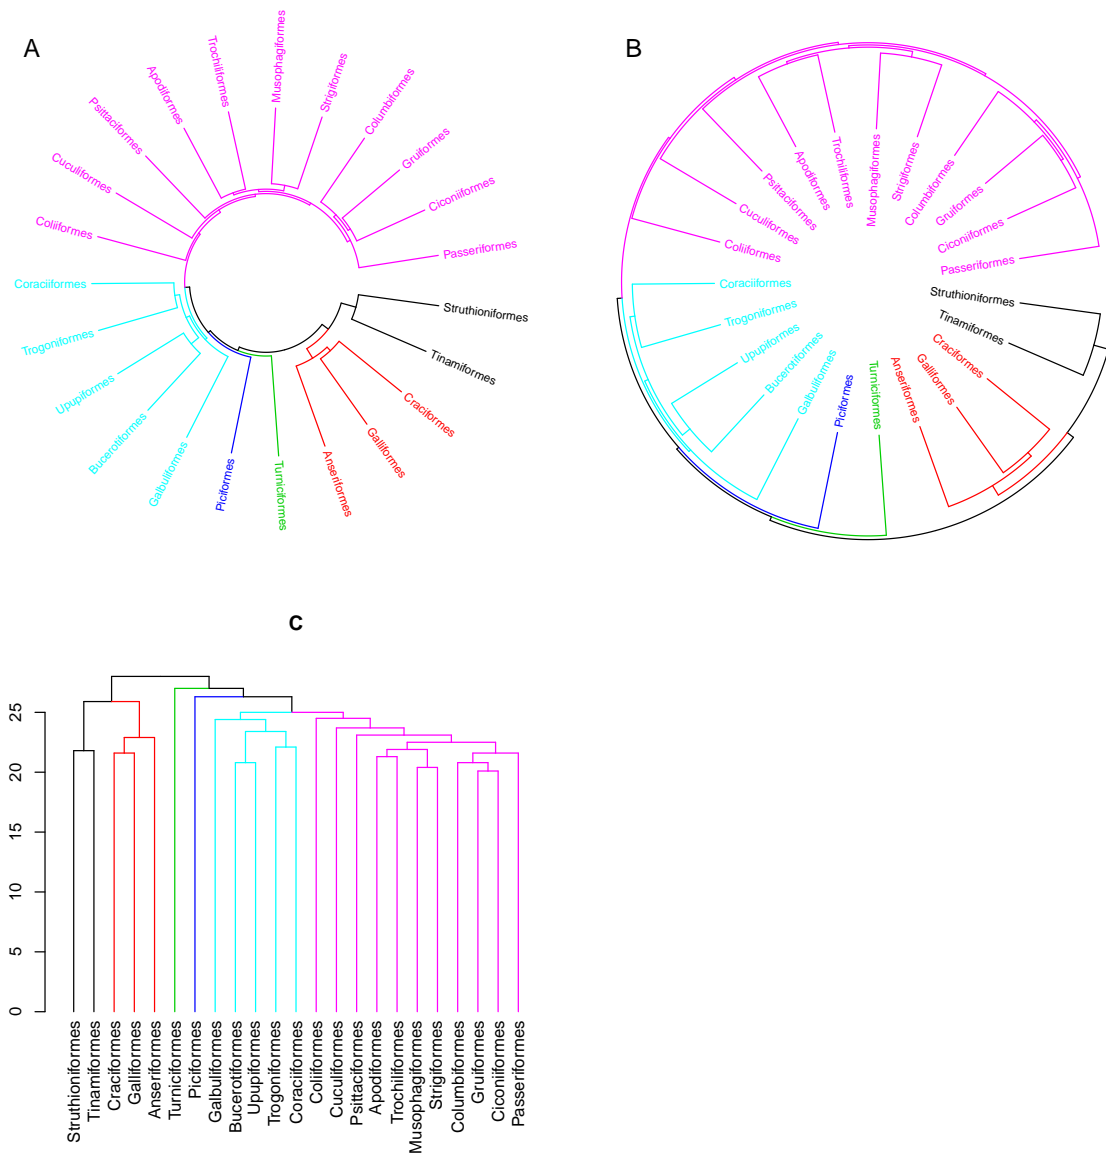 A
Trochiliformes
Musophagiformes
Strigiformes
Apodiformes
Columbiformes
Psittaciformes
Gruiformes
Cuculiformes
Ciconiiformes
Coliiformes
Passeriformes
Coraciiformes
Struthioniformes
Trogoniformes
Tinamiformes
Upupiformes
Craciformes
Bucerotiformes
Galliformes
Galbuliformes
Anseriformes
Piciformes
Turniciformes
B
Psittaciformes
Apodiformes
Trochiliformes
Musophagiformes
Strigiformes
Columbiformes
Gruiformes
Cuculiformes
Ciconiiformes
Coliiformes
Passeriformes
Coraciiformes
Struthioniformes
Trogoniformes
Tinamiformes
Upupiformes
Craciformes
Bucerotiformes
Galliformes
Galbuliformes
Anseriformes
Piciformes
Turniciformes
C
25
20
15
10
5
0
Struthioniformes
Tinamiformes
Craciformes
Galliformes
Anseriformes
Turniciformes
Piciformes
Galbuliformes
Bucerotiformes
Upupiformes
Trogoniformes
Coraciiformes
Coliiformes
Cuculiformes
Psittaciformes
Apodiformes
Trochiliformes
Musophagiformes
Strigiformes
Columbiformes
Gruiformes
Ciconiiformes
Passeriformes